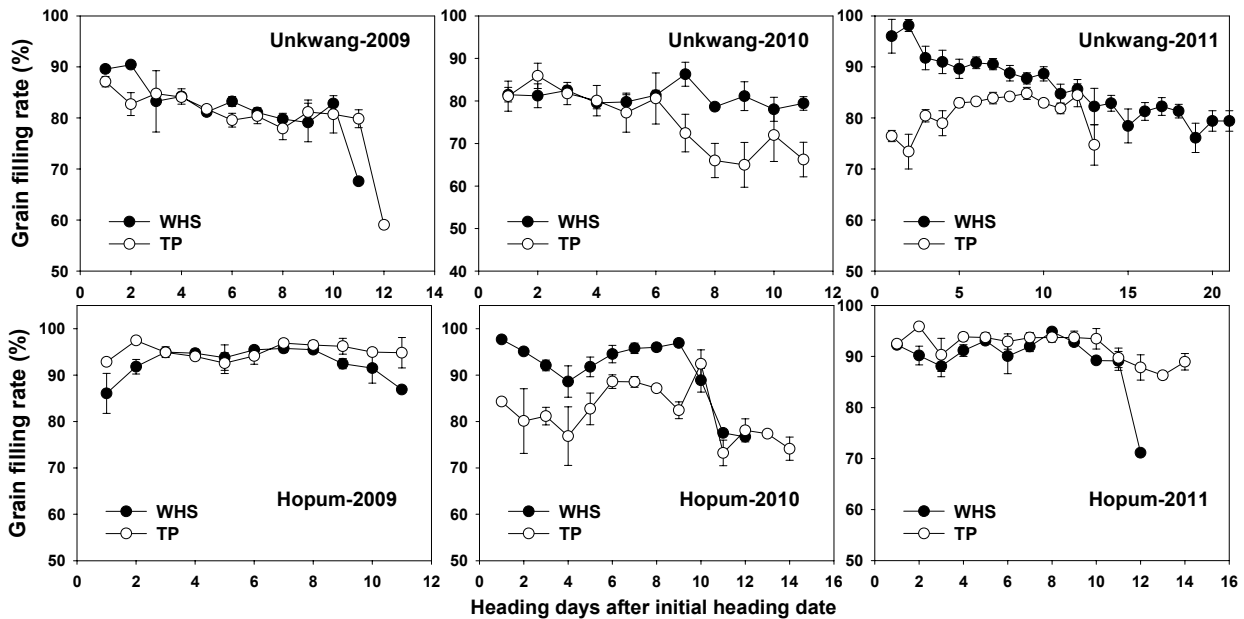 Grain filling rate (%)
100
90
80
70
60
50
0 2 4 6 8 10 12 14
Unkwang-2009
WHS
TP
100
90
80
70
60
50
40
0 2 4 6 8 10 12 14
Unkwang-2010
WHS
TP
100
90
80
70
60
50
5 10 15 20
Unkwang-2011
WHS
TP
Grain filling rate (%)
100
90
80
70
60
50
0 2 4 6 8 10 12
Hopum-2009
WHS
TP
100
90
80
70
60
50
0 2 4 6 8 10 12 14 16
Hopum-2010
WHS
TP
100
90
80
70
60
50
0 2 4 6 8 10 12 14 16
Hopum-2011
WHS
TP
Heading days after initial heading date